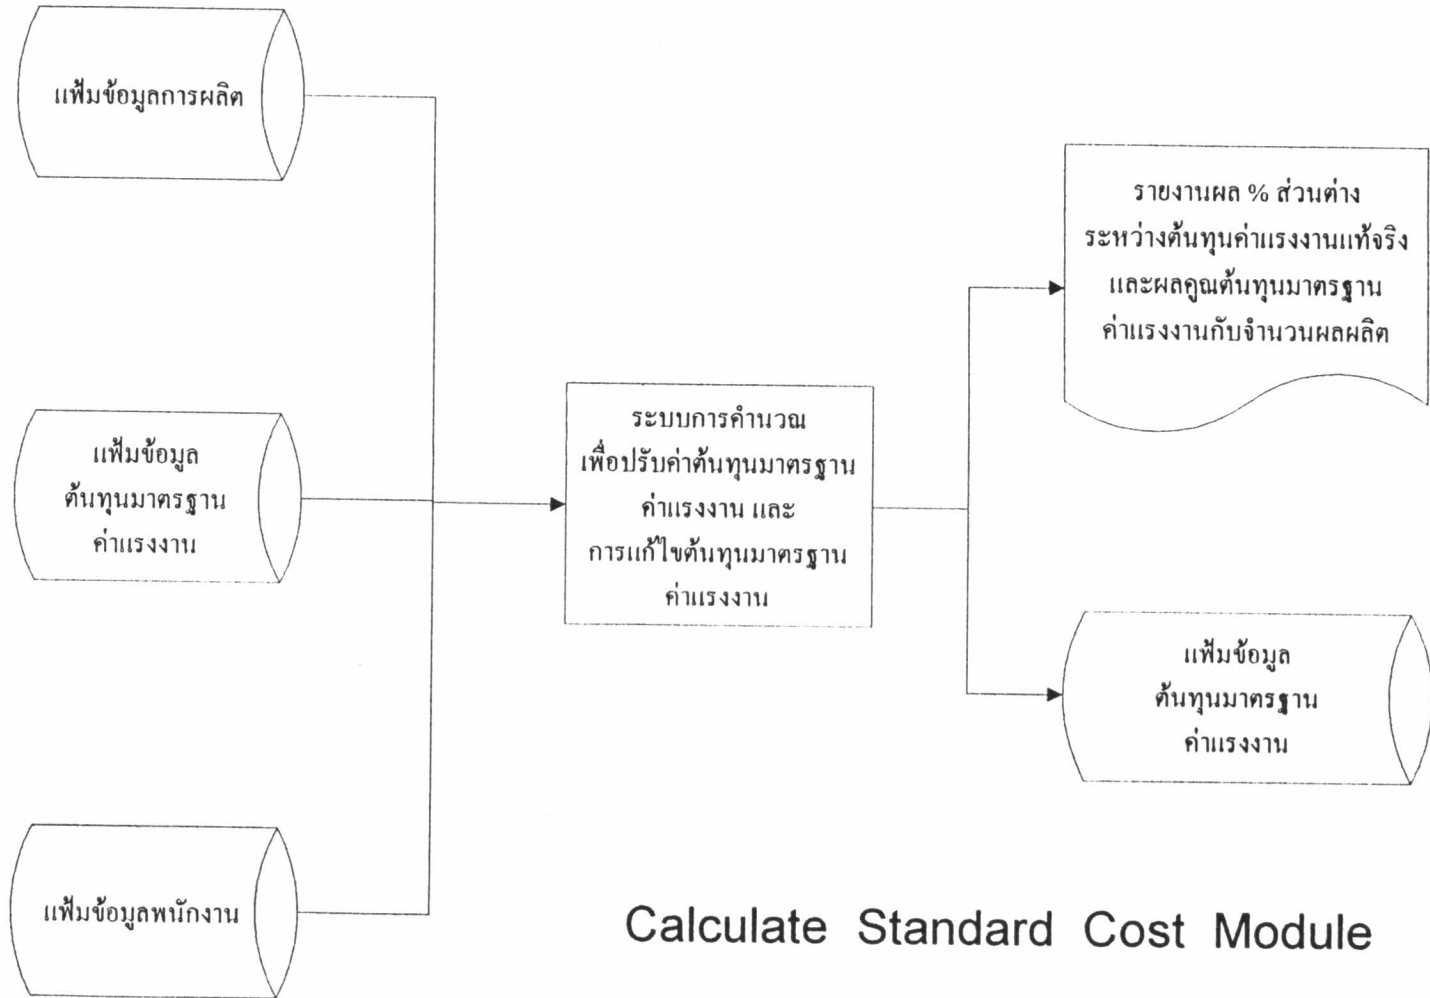 แฟ้มข้อมูลการผลิต
แฟ้มข้อมูล
ต้นทุนมาตรฐาน
ค่าแรงงาน
แฟ้มข้อมูลพนักงาน
ระบบการคำนวณ
เพื่อปรับค่าต้นทุนมาตรฐาน
ค่าแรงงาน และ
การแก้ไขต้นทุนมาตรฐาน
ค่าแรงงาน
รายงานผล % ส่วนต่าง
ระหว่างต้นทุนค่าแรงงานแท้จริง
และผลคูณต้นทุนมาตรฐาน
ค่าแรงงานกับจำนวนผลผลิต
แฟ้มข้อมูล
ต้นทุนมาตรฐาน
ค่าแรงงาน
Calculate Standard Cost Module